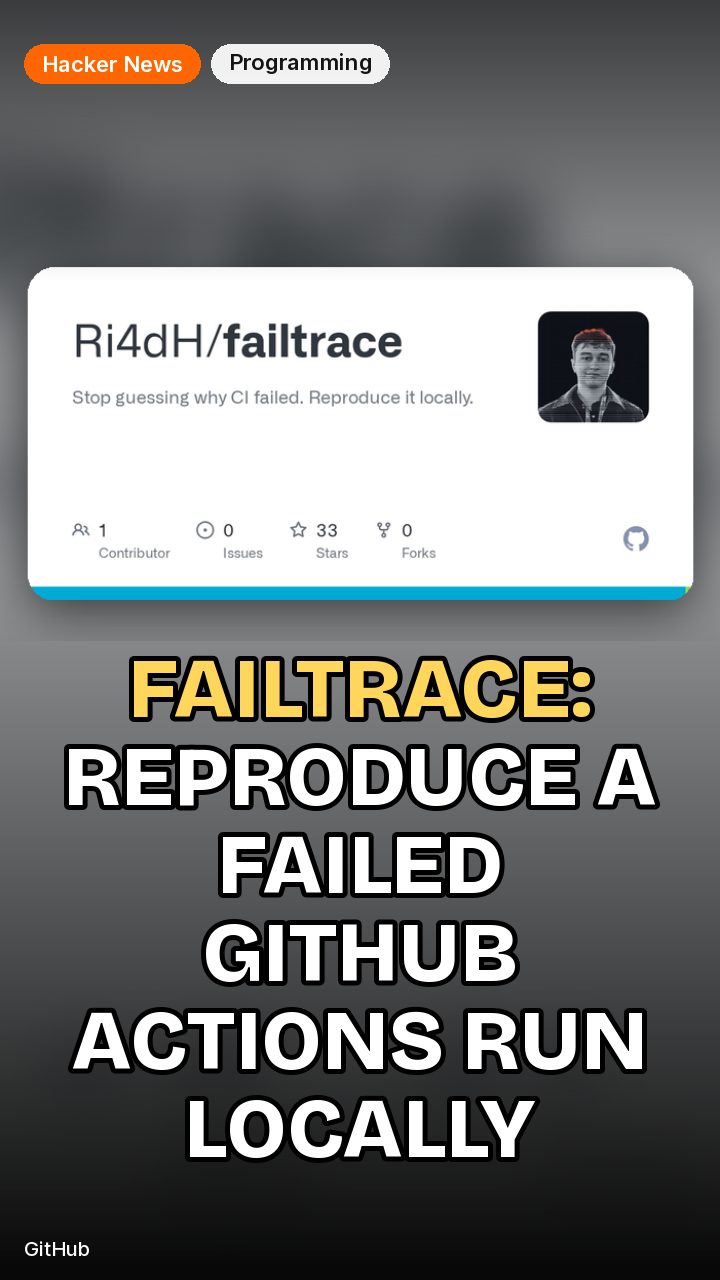 Hacker News
Programming
Ri4dH/failtrace
Stop guessing why CI failed. Reproduce it locally.
1 0 33 0
Contributor Issues Stars Forks
FAILTRACE:
REPRODUCE A
FAILED
GITHUB
ACTIONS RUN
LOCALLY
GitHub